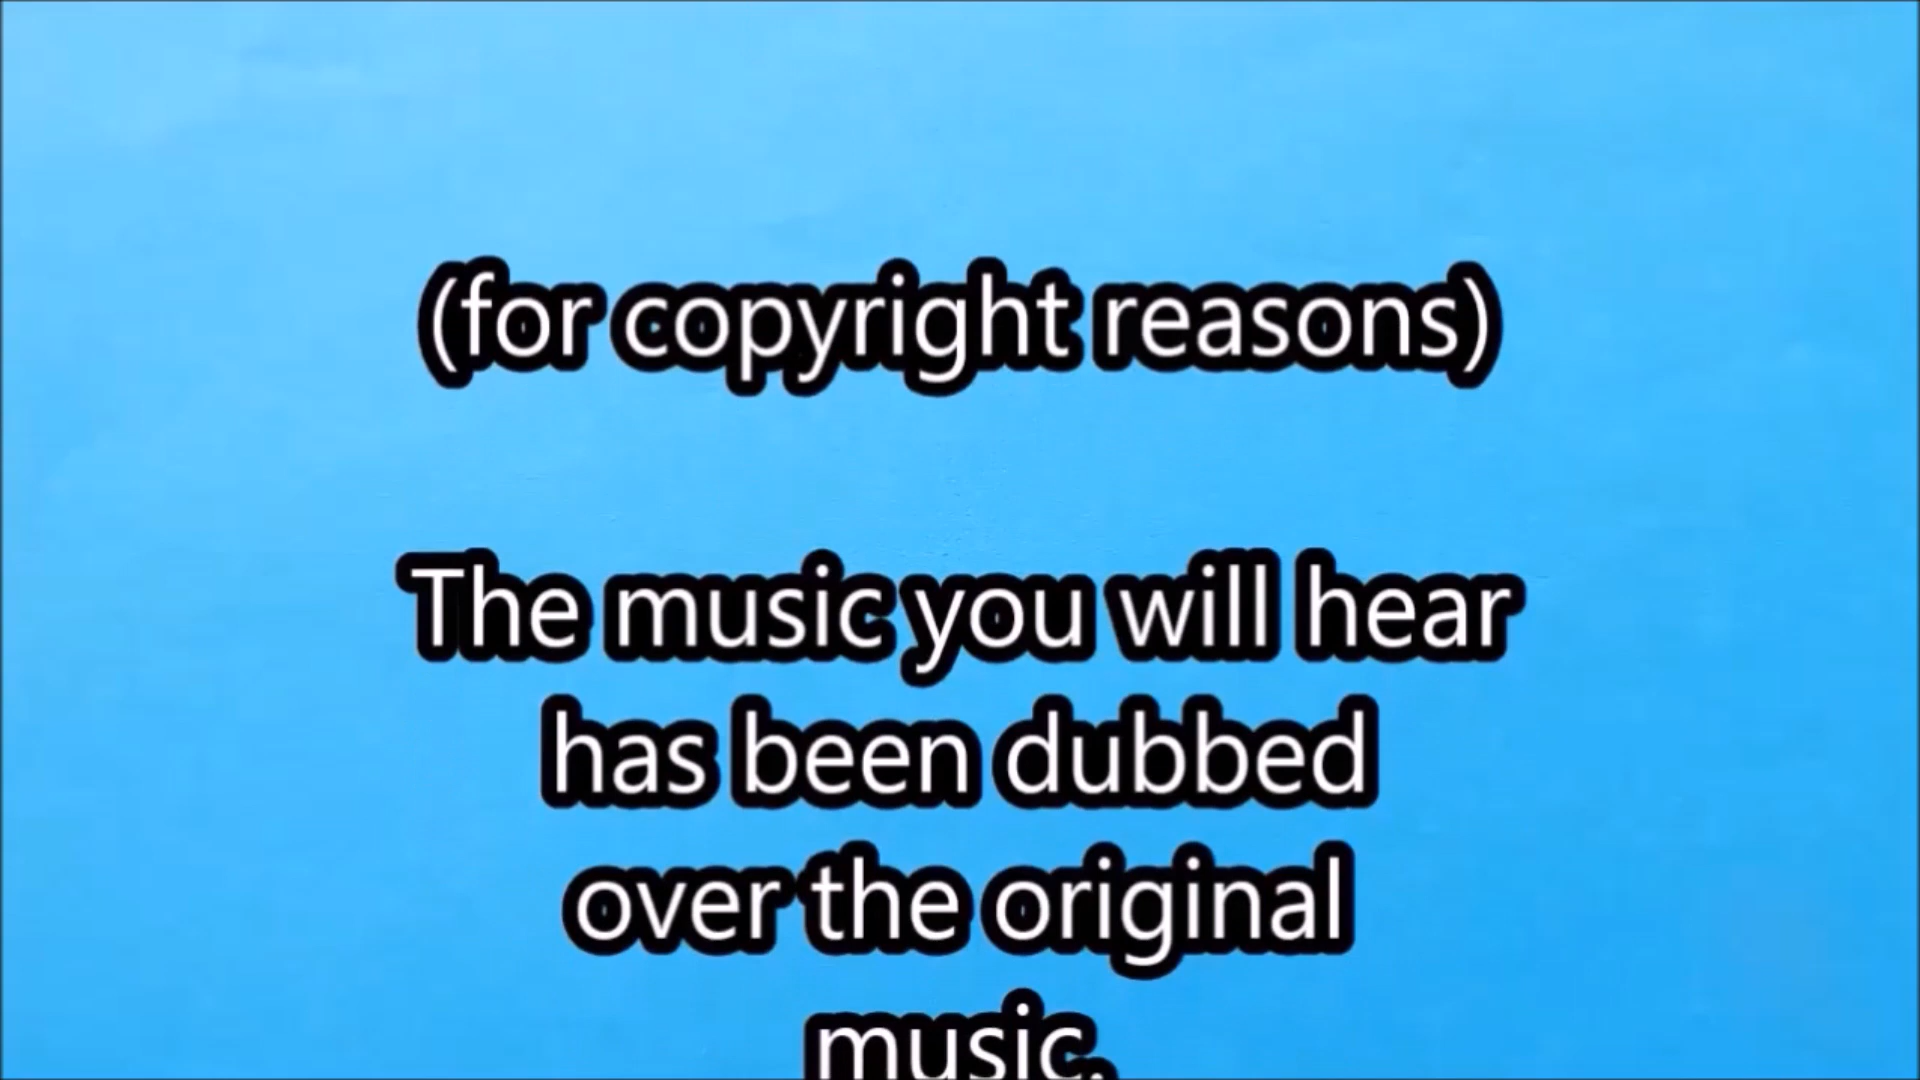 (for copyright reasons)
The music you will hear
has been dubbed
over the original
music.